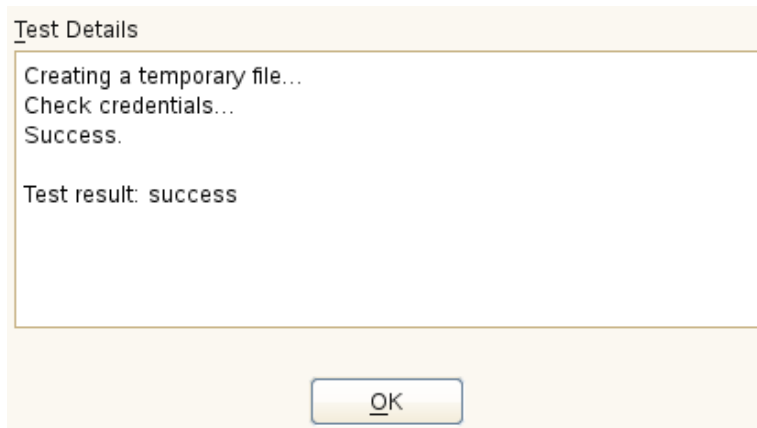 Test Details
Creating a temporary file...
Check credentials...
Success.
Test result: success
OK